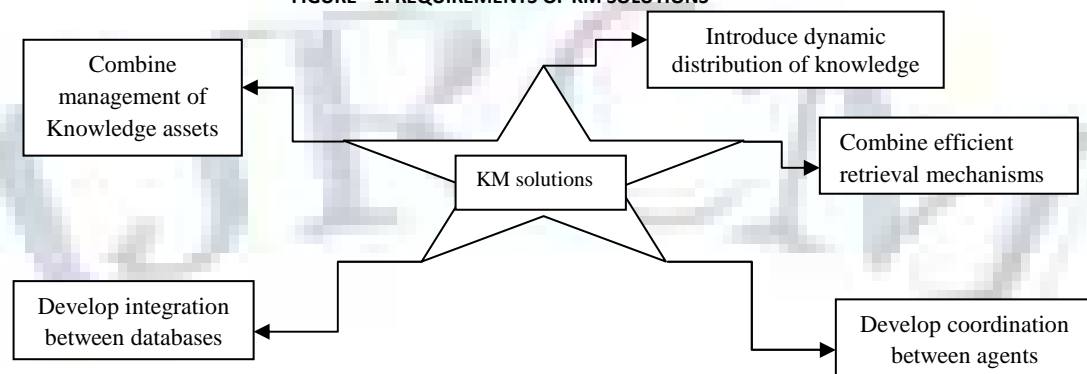 FIGURE - 1: REQUIREMENTS OF KM SOLUTIONS
Introduce dynamic
distribution of knowledge
Combine
management of
Knowledge assets
Combine efficient
retrieval mechanisms
KM solutions
Develop integration
between databases
Develop coordination
between agents